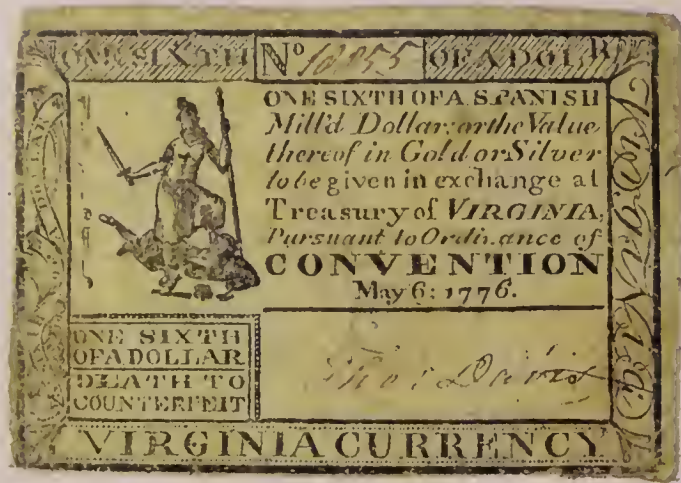 ONE SIXTH No 18855 OF A DOLR
ONE SIXTH OF A SPANISH
Mill'd Dollar, or the Value
thereof in Gold or Silver
to be given in exchange at
Treasury of VIRGINIA,
Pursuant to Ordinance of
CONVENTION
May 6: 1776.
ONE SIXTH
OF A DOLLAR
DEATH TO
COUNTERFEIT
VIRGINIA CURRENCY